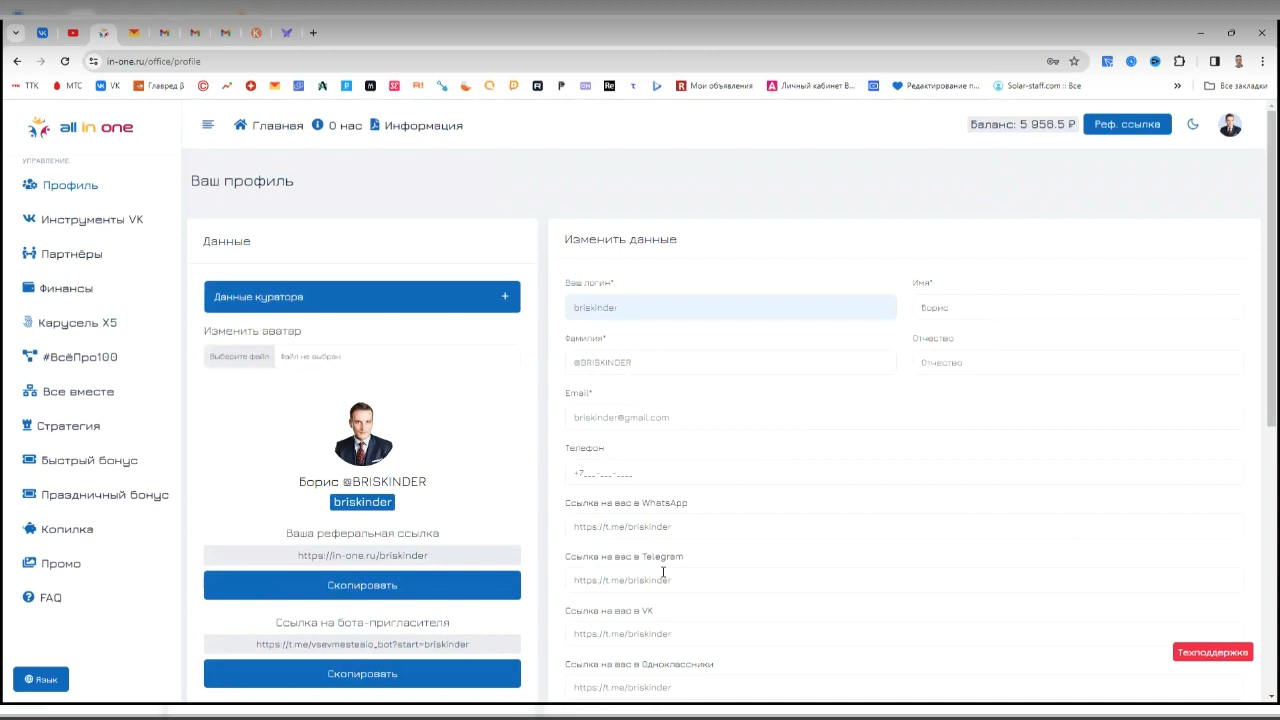 in-one.ru/office/profile
ТТК
МТС
VK
Главред β
Мои объявления
Личный кабинет В...
Редактирование п...
Solar-staff.com :: Все
Все закладки
all in one
Главная
О нас
Информация
Баланс: 5 956.5 ₽
Реф. ссылка
УПРАВЛЕНИЕ
Профиль
Инструменты VK
Партнёры
Финансы
Карусель X5
#ВсёПро100
Все вместе
Стратегия
Быстрый бонус
Праздничный бонус
Копилка
Промо
FAQ
Язык
Ваш профиль
Данные
Данные куратора +
Изменить аватар
Выберите файл Файл не выбран
Борис @BRISKINDER
briskinder
Ваша реферальная ссылка
https://in-one.ru/briskinder
Скопировать
Ссылка на бота-пригласителя
https://t.me/vsevmesteaio_bot?start=briskinder
Скопировать
Изменить данные
Ваш логин*
briskinder
Имя*
Борис
Фамилия*
@BRISKINDER
Отчество
Отчество
Email*
briskinder@gmail.com
Телефон
+7___-___-____
Ссылка на вас в WhatsApp
https://t.me/briskinder
Ссылка на вас в Telegram
https://t.me/briskinder
Ссылка на вас в VK
https://t.me/briskinder
Ссылка на вас в Одноклассники
https://t.me/briskinder
Техподдержка